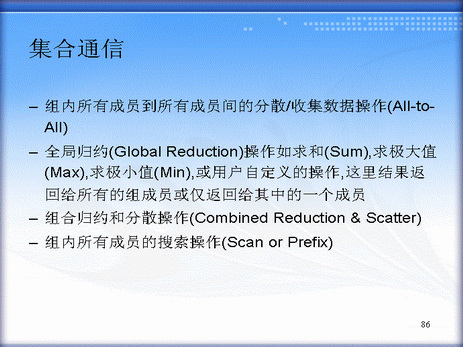 集合通信
– 组内所有成员到所有成员间的分散/收集数据操作(All-to-
All)
– 全局归约(Global Reduction)操作如求和(Sum),求极大值
(Max),求极小值(Min),或用户自定义的操作,这里结果返
回给所有的组成员或仅返回给其中的一个成员
– 组合归约和分散操作(Combined Reduction & Scatter)
– 组内所有成员的搜索操作(Scan or Prefix)
86